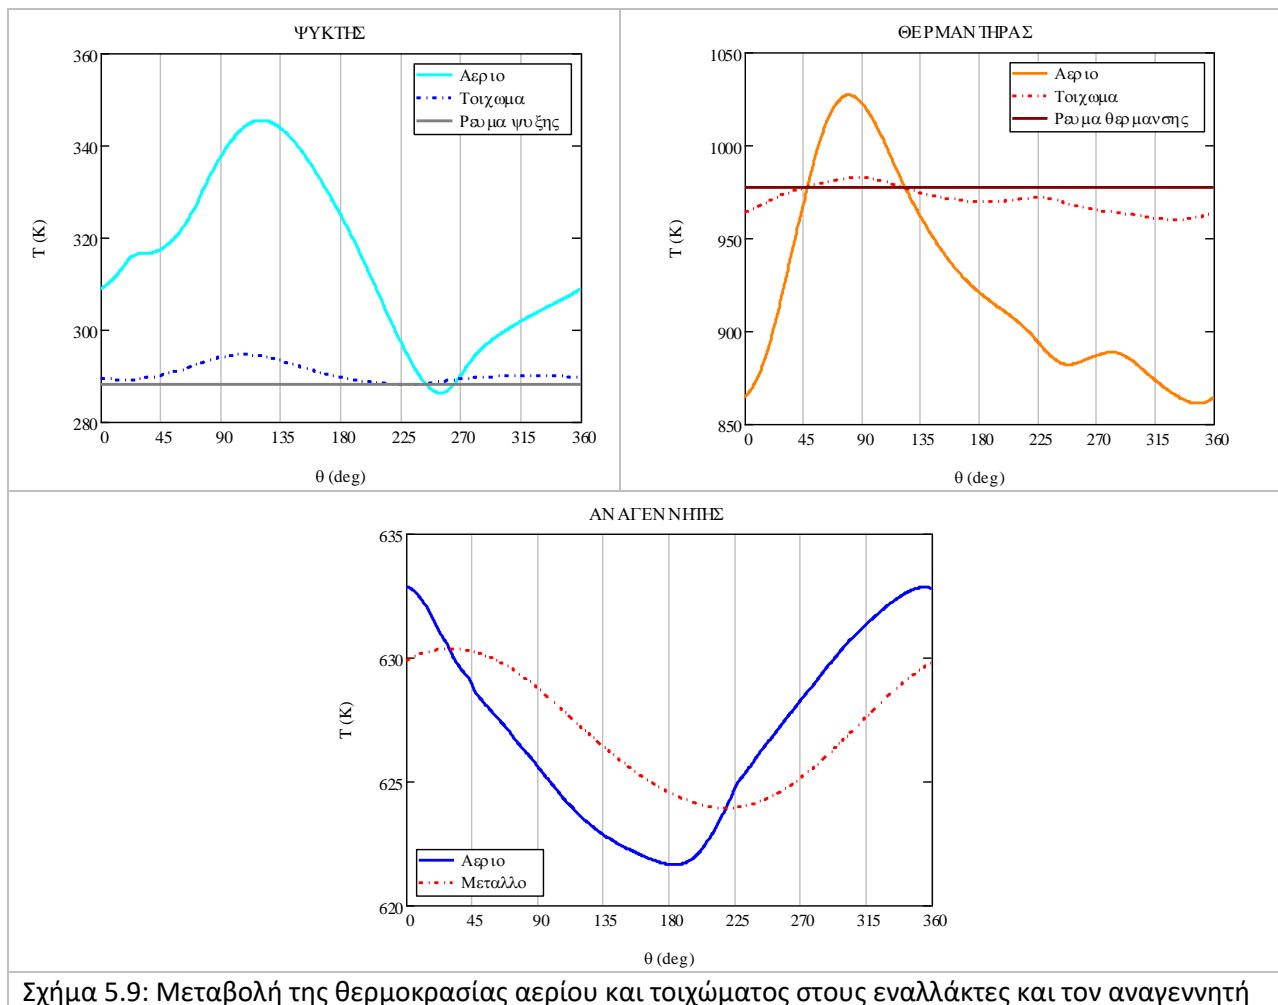 ΨΥΚΤΗΣ
360
340
320
300
280
T (K)
0 45 90 135 180 225 270 315 360
θ (deg)
Αεριο
Τοιχωμα
Ρευμα ψυξης
ΘΕΡΜΑΝΤΗΡΑΣ
1050
1000
950
900
850
T (K)
0 45 90 135 180 225 270 315 360
θ (deg)
Αεριο
Τοιχωμα
Ρευμα θερμανσης
ΑΝΑΓΕΝΝΗΤΗΣ
635
630
625
620
T (K)
0 45 90 135 180 225 270 315 360
θ (deg)
Αεριο
Μεταλλο
Σχήμα 5.9: Μεταβολή της θερμοκρασίας αερίου και τοιχώματος στους εναλλάκτες και τον αναγεννητή